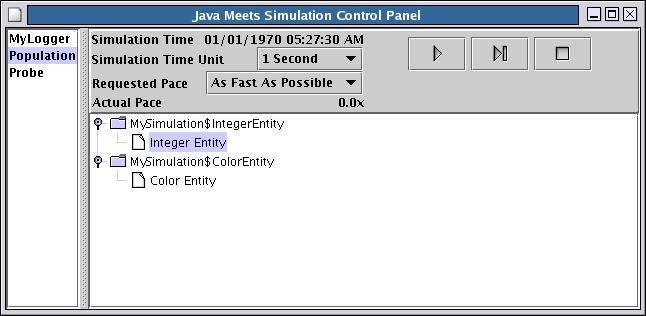 Java Meets Simulation Control Panel
MyLogger
Population
Probe
Simulation Time 01/01/1970 05:27:30 AM
Simulation Time Unit 1 Second
Requested Pace As Fast As Possible
Actual Pace 0.0x
MySimulation$IntegerEntity
Integer Entity
MySimulation$ColorEntity
Color Entity